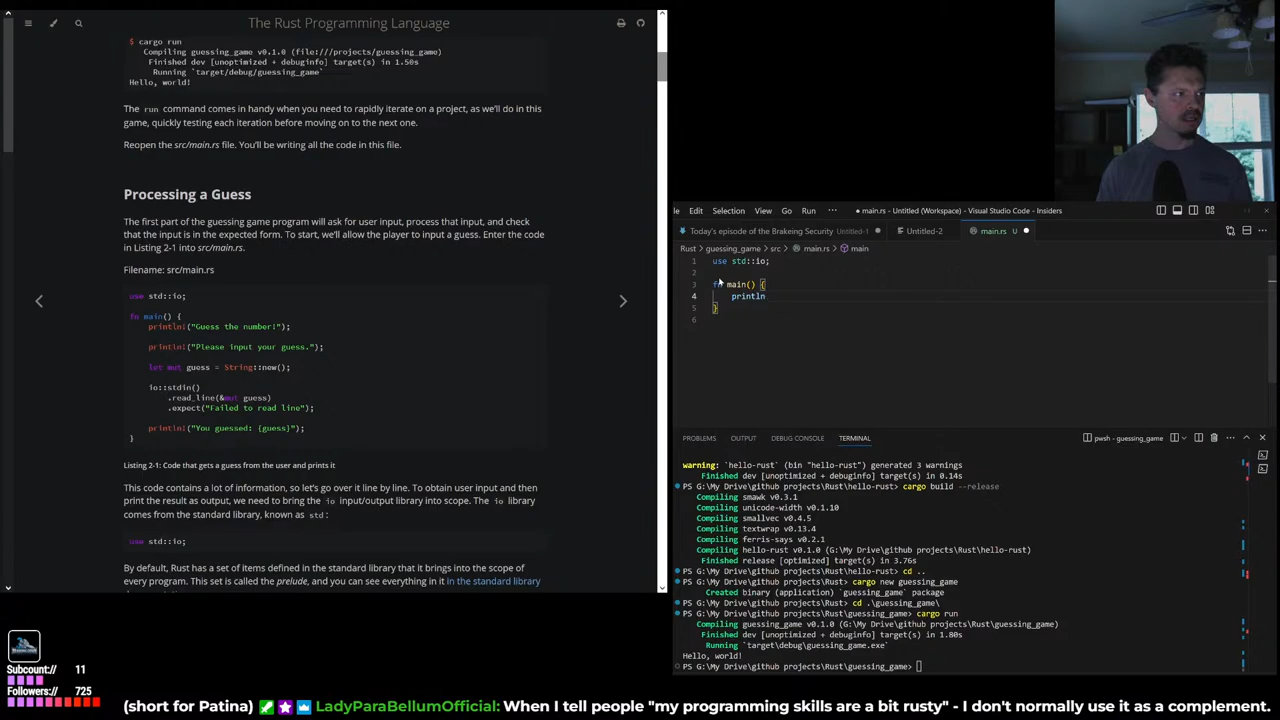 The Rust Programming Language
$ cargo run
Compiling guessing_game v0.1.0 (file:///projects/guessing_game)
Finished dev [unoptimized + debuginfo] target(s) in 1.50s
Running `target/debug/guessing_game`
Hello, world!
The run command comes in handy when you need to rapidly iterate on a project, as we'll do in this
game, quickly testing each iteration before moving on to the next one.
Reopen the src/main.rs file. You'll be writing all the code in this file.
Processing a Guess
The first part of the guessing game program will ask for user input, process that input, and check
that the input is in the expected form. To start, we'll allow the player to input a guess. Enter the code
in Listing 2-1 into src/main.rs.
Filename: src/main.rs
use std::io;
fn main() {
println!("Guess the number!");
println!("Please input your guess.");
let mut guess = String::new();
io::stdin()
.read_line(&mut guess)
.expect("Failed to read line");
println!("You guessed: {guess}");
}
Listing 2-1: Code that gets a guess from the user and prints it
This code contains a lot of information, so let's go over it line by line. To obtain user input and then
print the result as output, we need to bring the io input/output library into scope. The io library
comes from the standard library, known as std:
use std::io;
By default, Rust has a set of items defined in the standard library that it brings into the scope of
every program. This set is called the prelude, and you can see everything in it in the standard library
Edit Selection View Go Run ··· ● main.rs - Untitled (Workspace) - Visual Studio Code - Insiders
Today's episode of the Brakeing Security Untitled-1 Untitled-2 main.rs U
Rust > guessing_game > src > main.rs > main
1 use std::io;
2
3 fn main() {
4 println
5 }
6
PROBLEMS OUTPUT DEBUG CONSOLE TERMINAL pwsh - guessing_game
warning: `hello-rust` (bin "hello-rust") generated 3 warnings
Finished dev [unoptimized + debuginfo] target(s) in 0.14s
PS G:\My Drive\github projects\Rust\hello-rust> cargo build --release
Compiling smawk v0.3.1
Compiling unicode-width v0.1.10
Compiling smallvec v0.4.5
Compiling textwrap v0.13.4
Compiling ferris-says v0.2.1
Compiling hello-rust v0.1.0 (G:\My Drive\github projects\Rust\hello-rust)
Finished release [optimized] target(s) in 3.76s
PS G:\My Drive\github projects\Rust\hello-rust> cd ..
PS G:\My Drive\github projects\Rust> cargo new guessing_game
Created binary (application) `guessing_game` package
PS G:\My Drive\github projects\Rust> cd .\guessing_game\
PS G:\My Drive\github projects\Rust\guessing_game> cargo run
Compiling guessing_game v0.1.0 (G:\My Drive\github projects\Rust\guessing_game)
Finished dev [unoptimized + debuginfo] target(s) in 1.80s
Running `target\debug\guessing_game.exe`
Hello, world!
PS G:\My Drive\github projects\Rust\guessing_game>
Subcount// 11
Followers// 725
(short for Patina) LadyParaBellumOfficial: When I tell people "my programming skills are a bit rusty" - I don't normally use it as a complement.